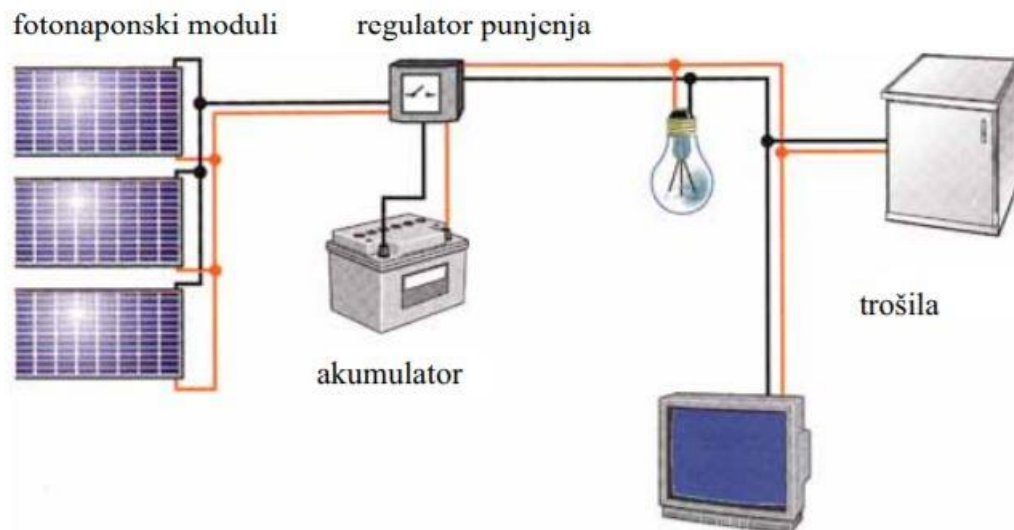 fotonaponski moduli
regulator punjenja
trošila
akumulator